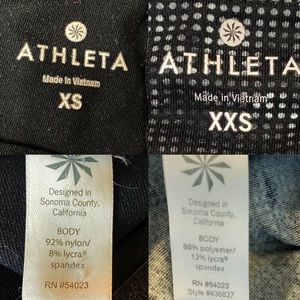 ATHLETA
Made in Vietnam
XS
ATHLETA
Made in Vietnam
XXS
Designed in
Sonoma County,
California
BODY
92% nylon/
8% lycra®
spandex
RN #54023
Designed in
Sonoma County,
California
BODY
88% polyester/
12% lycra®
spandex
RN #54023
Style #436837